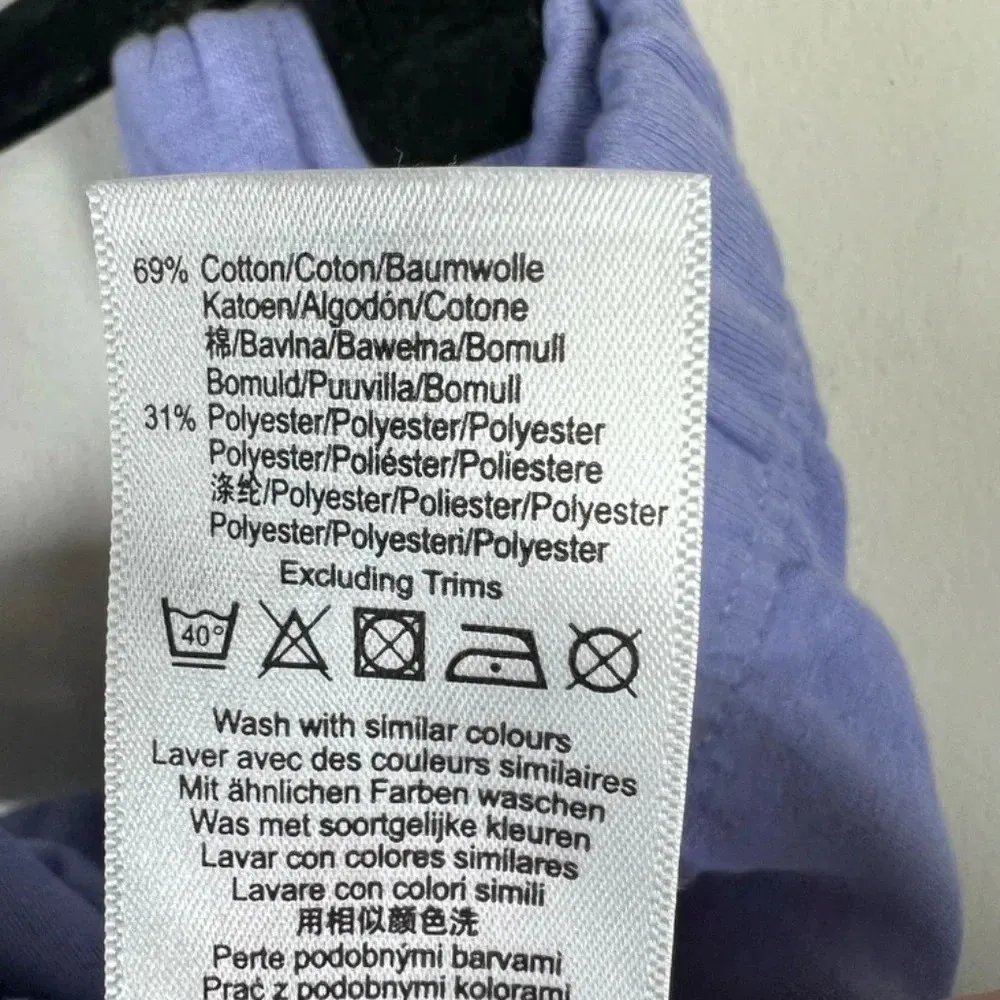 69% Cotton/Coton/Baumwolle
Katoen/Algodón/Cotone
棉/Bavlna/Bawełna/Bomull
Bomuld/Puuvilla/Bomull
31% Polyester/Polyester/Polyester
Polyester/Poliéster/Poliestere
涤纶/Polyester/Poliester/Polyester
Polyester/Polyesteri/Polyester
Excluding Trims
40°
Wash with similar colours
Laver avec des couleurs similaires
Mit ähnlichen Farben waschen
Was met soortgelijke kleuren
Lavar con colores similares
Lavare con colori simili
用相似颜色洗
Perte podobnými barvami
Prać z podobnymi kolorami